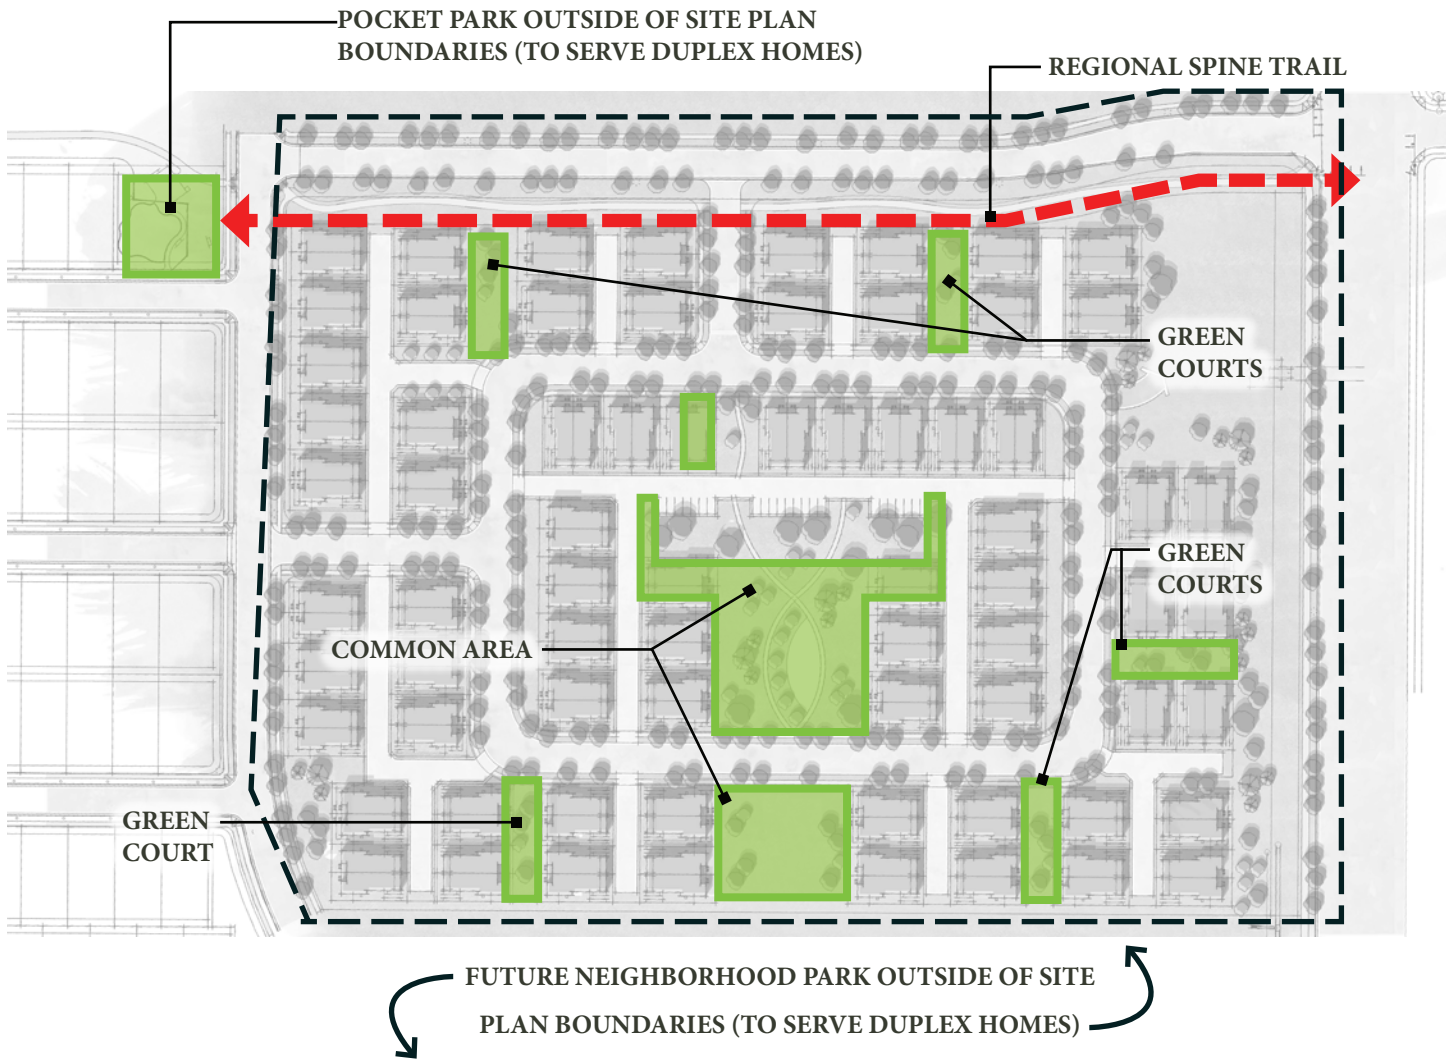 POCKET PARK OUTSIDE OF SITE PLAN
BOUNDARIES (TO SERVE DUPLEX HOMES)
REGIONAL SPINE TRAIL
GREEN
COURTS
GREEN
COURTS
COMMON AREA
GREEN
COURT
FUTURE NEIGHBORHOOD PARK OUTSIDE OF SITE
PLAN BOUNDARIES (TO SERVE DUPLEX HOMES)